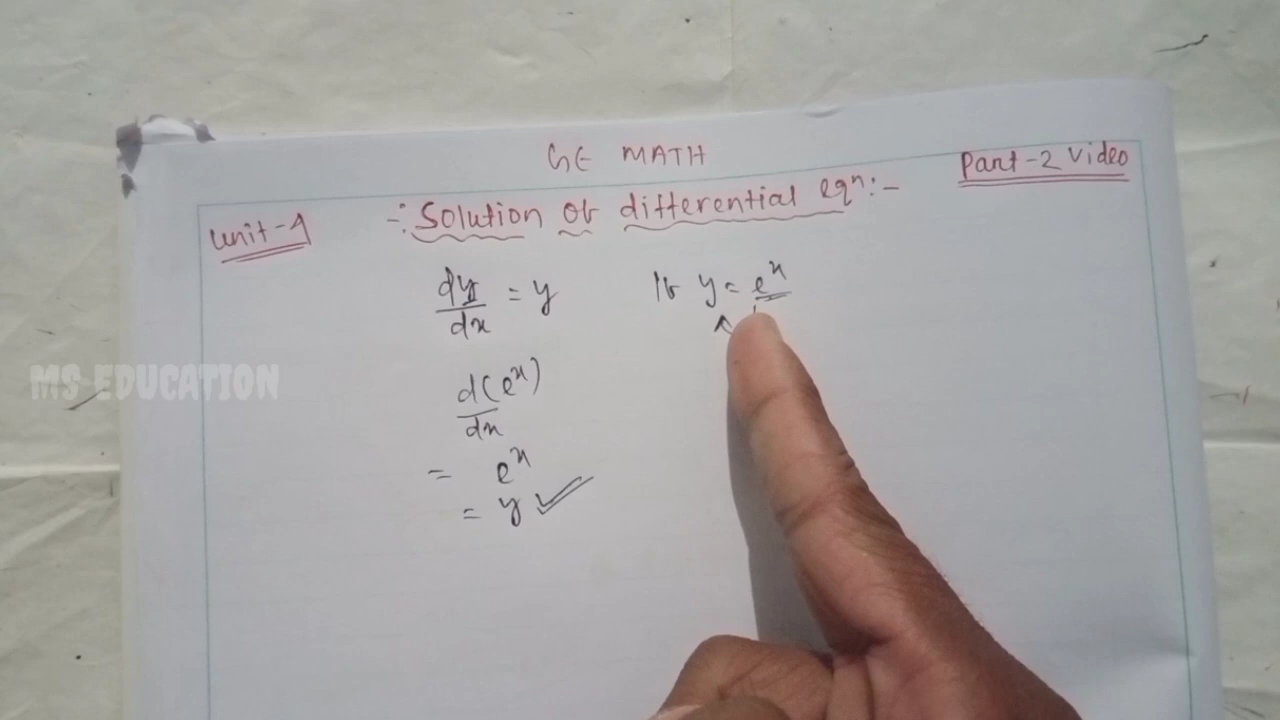 GE MATH
Part-2 Video
Unit-1
-: Solution of differential eqn:-
dy/dx = y
If y = e^x
d(e^x)/dx
= e^x
= y ✓
MS EDUCATION